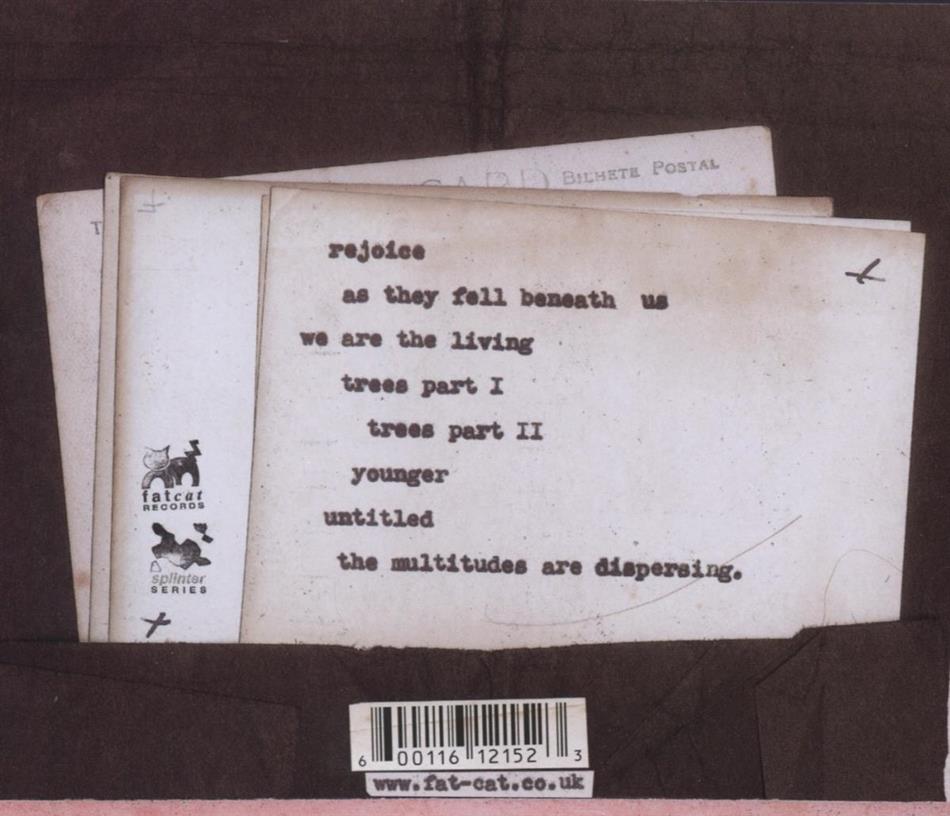 BILHETE POSTAL
rejoice
as they fell beneath us
we are the living
trees part I
trees part II
younger
untitled
the multitudes are dispersing.
fatcat
RECORDS
splinter
SERIES
6 00116 12152 3
www.fat-cat.co.uk